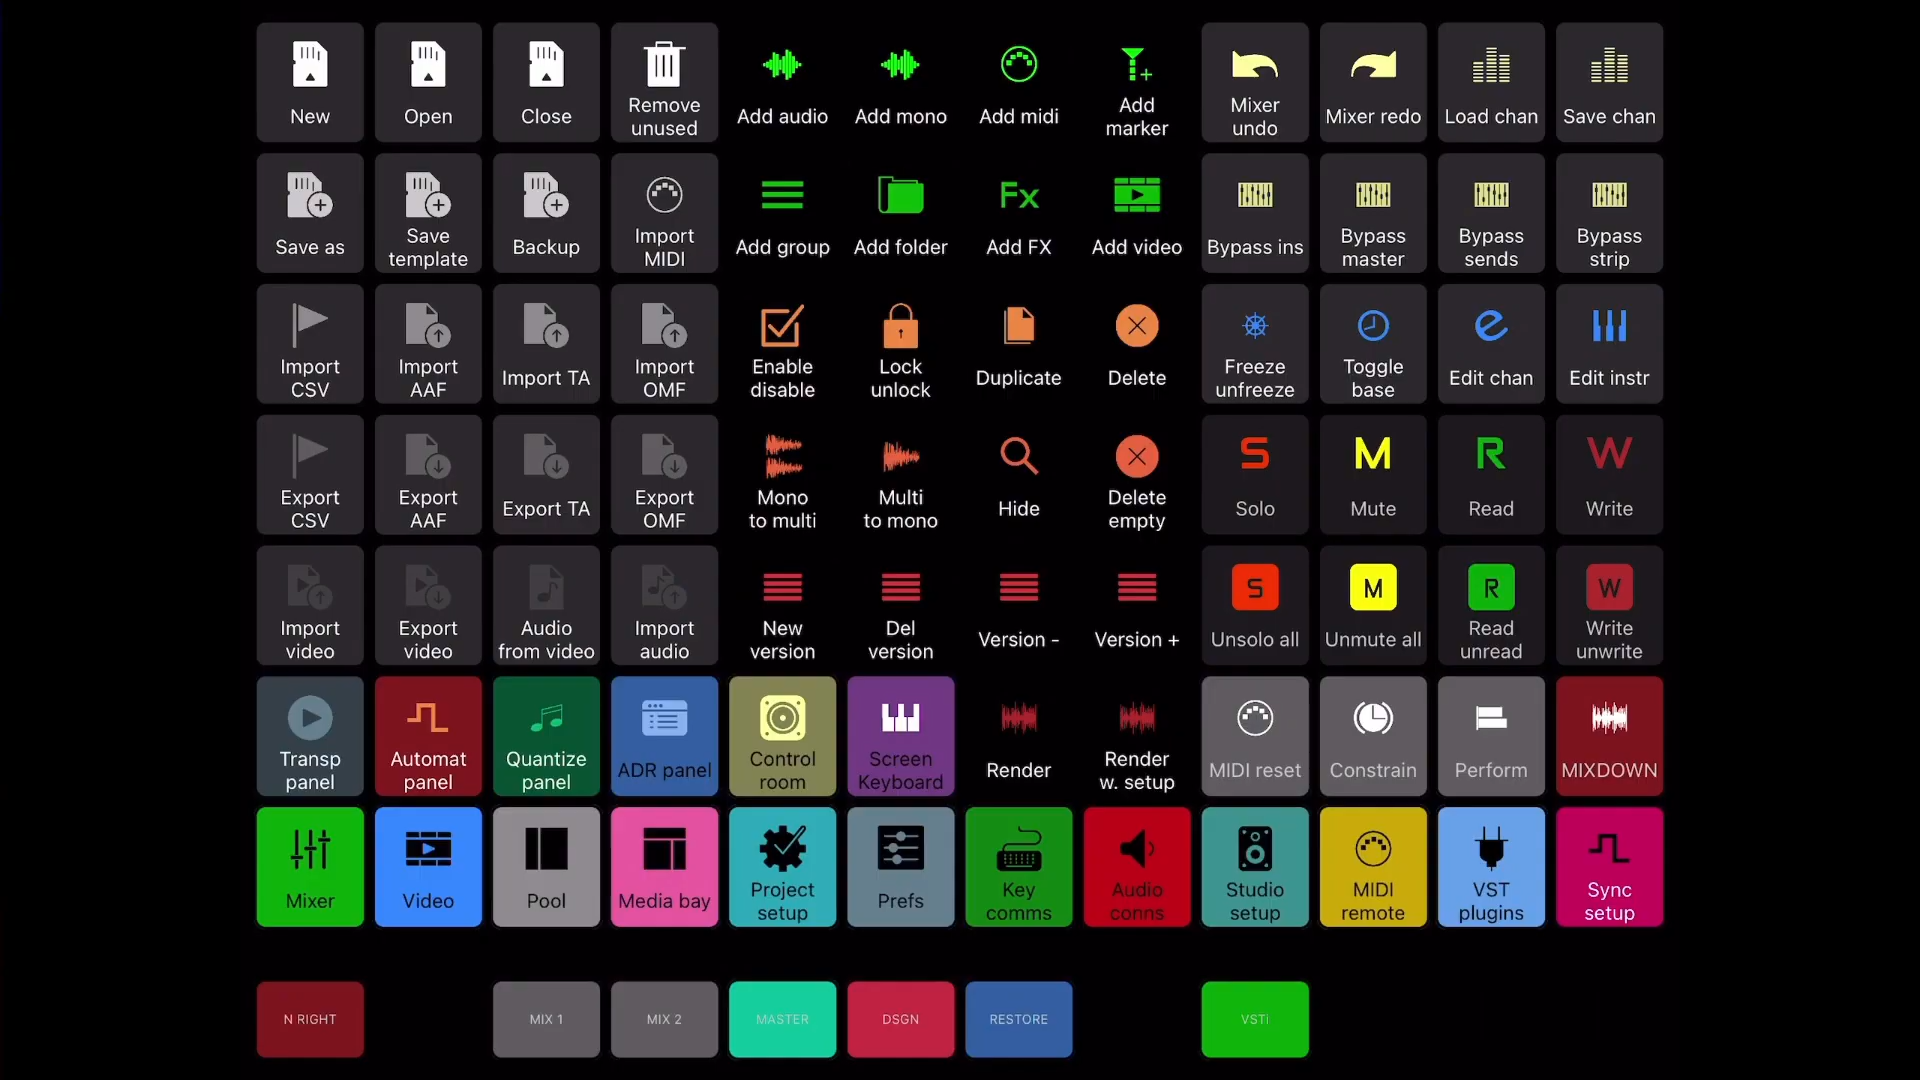 New
Open
Close
Remove
unused
Add audio
Add mono
Add midi
Add
marker
Mixer
undo
Mixer redo
Load chan
Save chan
Save as
Save
template
Backup
Import
MIDI
Add group
Add folder
Fx
Add FX
Add video
Bypass ins
Bypass
master
Bypass
sends
Bypass
strip
Import
CSV
Import
AAF
Import TA
Import
OMF
Enable
disable
Lock
unlock
Duplicate
Delete
Freeze
unfreeze
Toggle
base
e
Edit chan
Edit instr
Export
CSV
Export
AAF
Export TA
Export
OMF
Mono
to multi
Multi
to mono
Hide
Delete
empty
S
Solo
M
Mute
R
Read
W
Write
Import
video
Export
video
Audio
from video
Import
audio
New
version
Del
version
Version -
Version +
S
Unsolo all
M
Unmute all
R
Read
unread
W
Write
unwrite
Transp
panel
Automat
panel
Quantize
panel
ADR panel
Control
room
Screen
Keyboard
Render
Render
w. setup
MIDI reset
Constrain
Perform
MIXDOWN
Mixer
Video
Pool
Media bay
Project
setup
Prefs
Key
comms
Audio
conns
Studio
setup
MIDI
remote
VST
plugins
Sync
setup
N RIGHT
MIX 1
MIX 2
MASTER
DSGN
RESTORE
VSTi